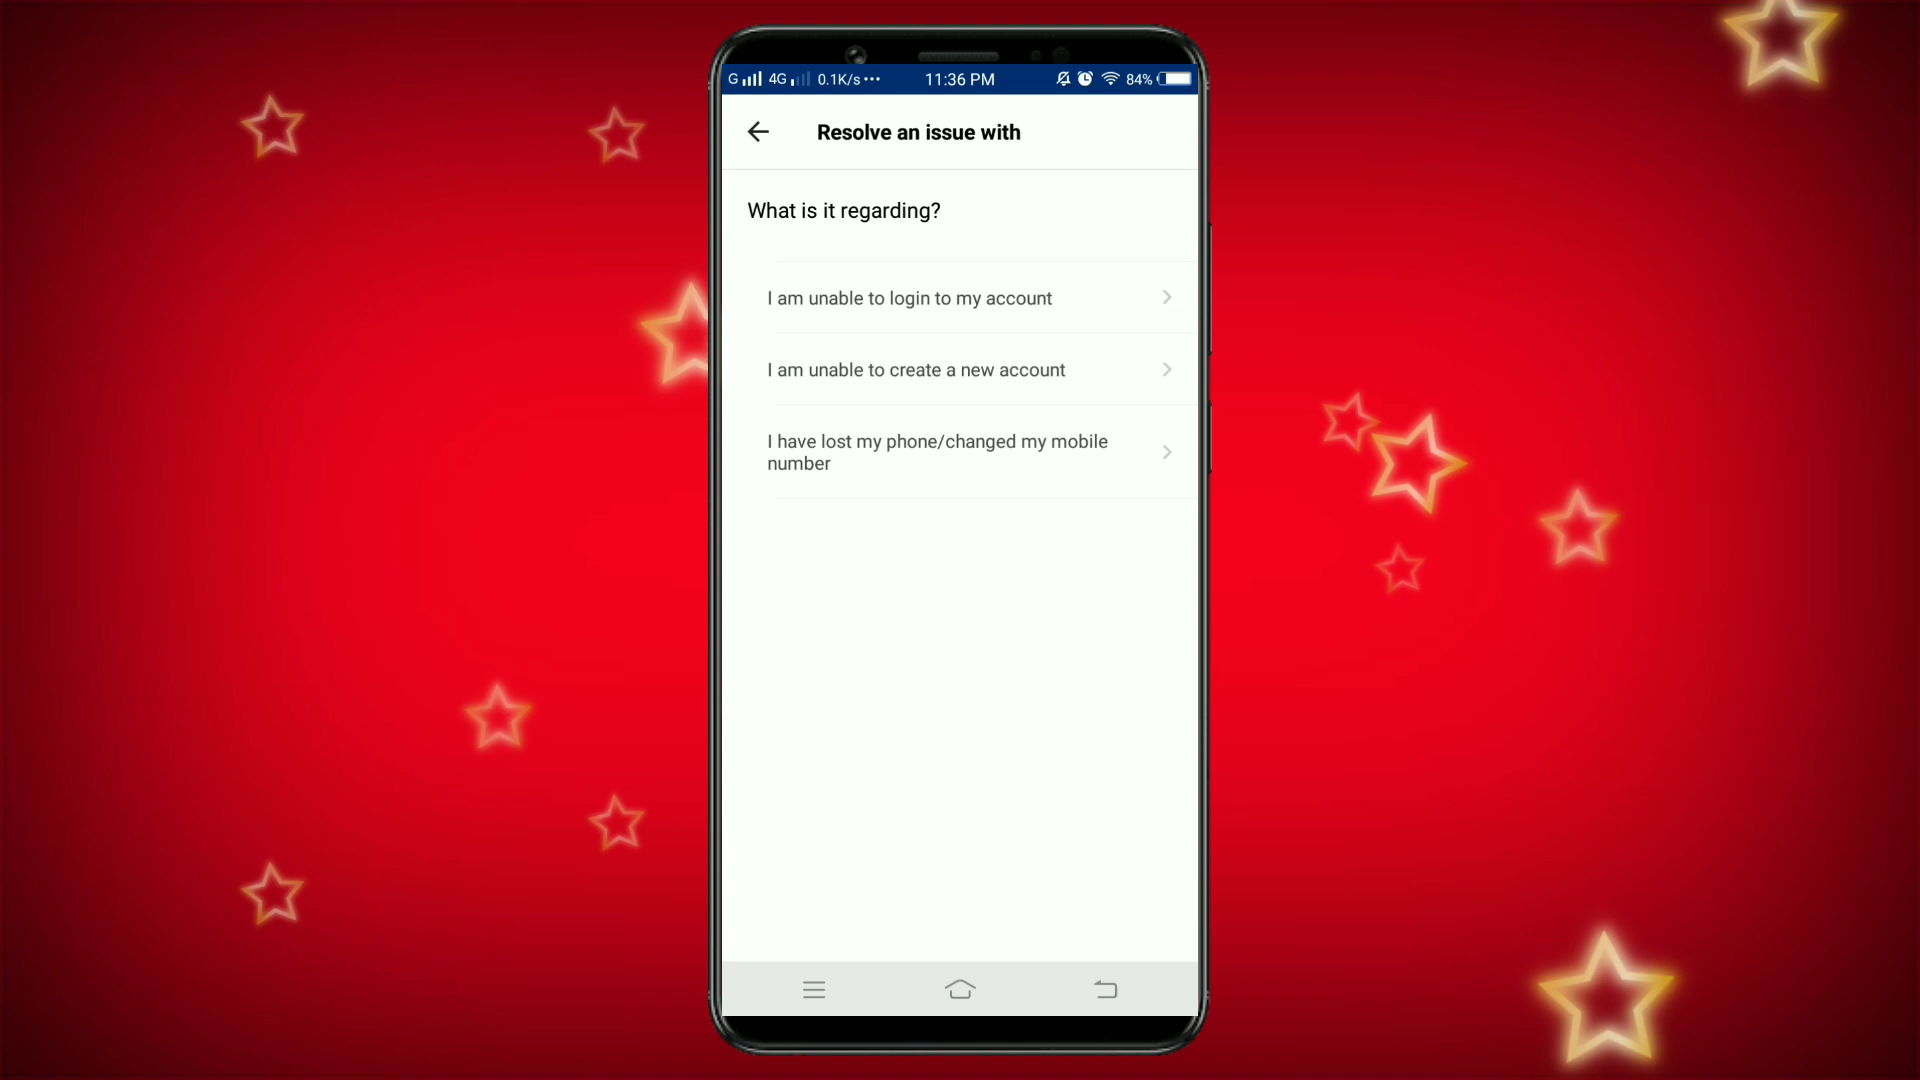 G 4G 0.1K/s ••• 11:36 PM 84%
Resolve an issue with
What is it regarding?
I am unable to login to my account
I am unable to create a new account
I have lost my phone/changed my mobile
number